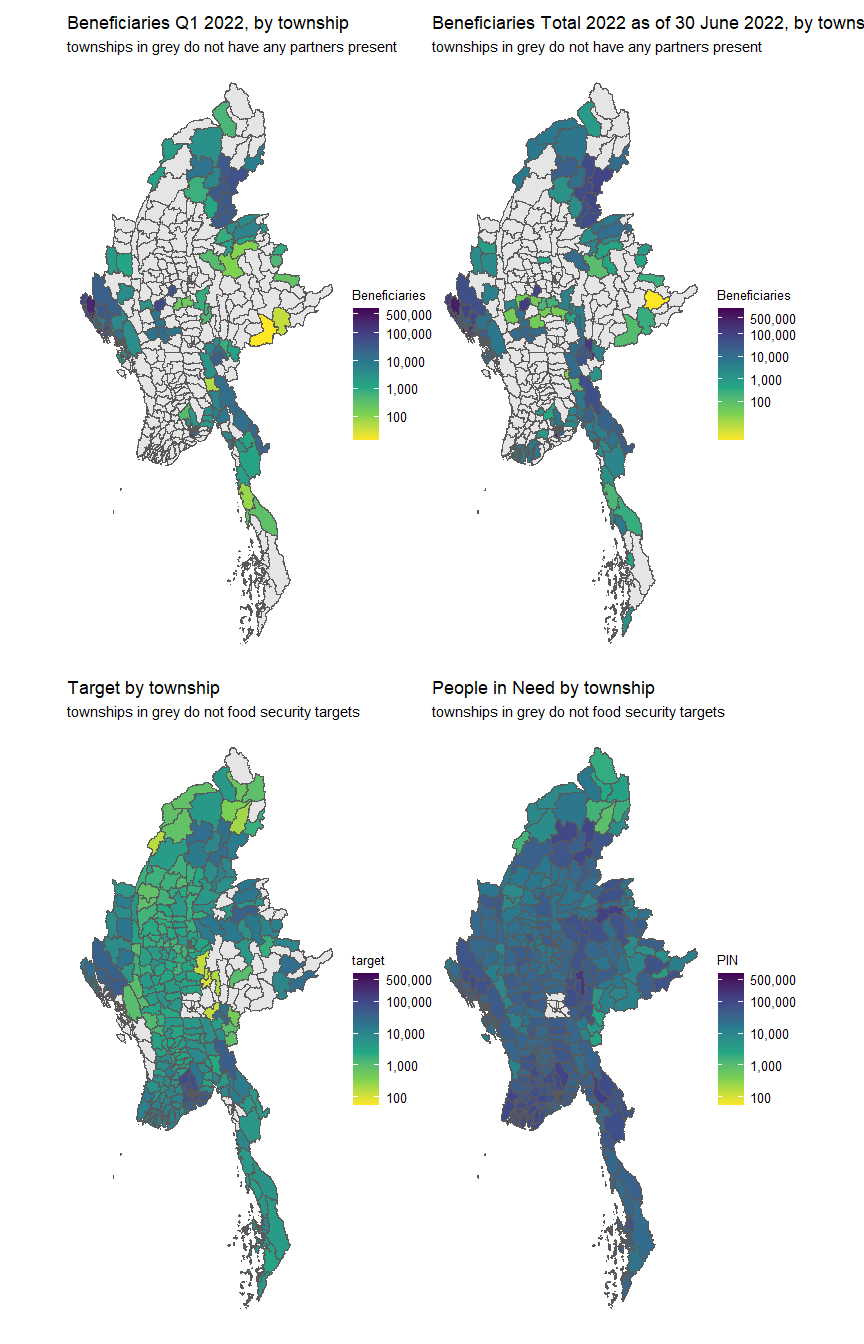 Beneficiaries Q1 2022, by township
townships in grey do not have any partners present
Beneficiaries
500,000
100,000
10,000
1,000
100
Beneficiaries Total 2022 as of 30 June 2022, by towns
townships in grey do not have any partners present
Beneficiaries
500,000
100,000
10,000
1,000
100
Target by township
townships in grey do not food security targets
target
500,000
100,000
10,000
1,000
100
People in Need by township
townships in grey do not food security targets
PIN
500,000
100,000
10,000
1,000
100